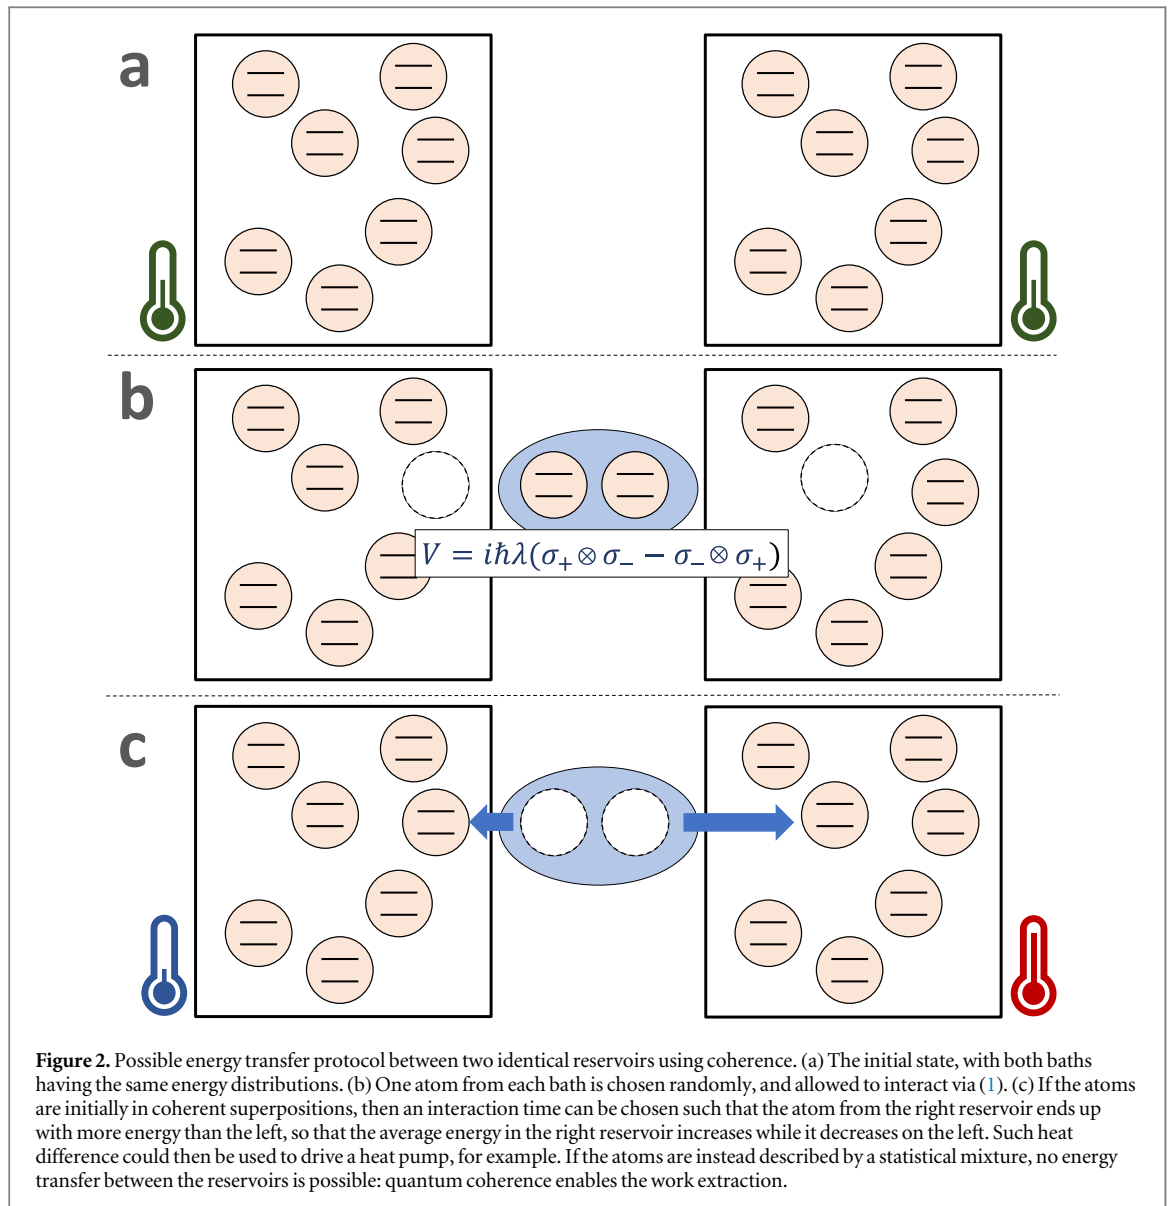 a
b
V = iħλ(σ₊ ⊗ σ₋ − σ₋ ⊗ σ₊)
c
Figure 2. Possible energy transfer protocol between two identical reservoirs using coherence. (a) The initial state, with both baths
having the same energy distributions. (b) One atom from each bath is chosen randomly, and allowed to interact via (1). (c) If the atoms
are initially in coherent superpositions, then an interaction time can be chosen such that the atom from the right reservoir ends up
with more energy than the left, so that the average energy in the right reservoir increases while it decreases on the left. Such heat
difference could then be used to drive a heat pump, for example. If the atoms are instead described by a statistical mixture, no energy
transfer between the reservoirs is possible: quantum coherence enables the work extraction.